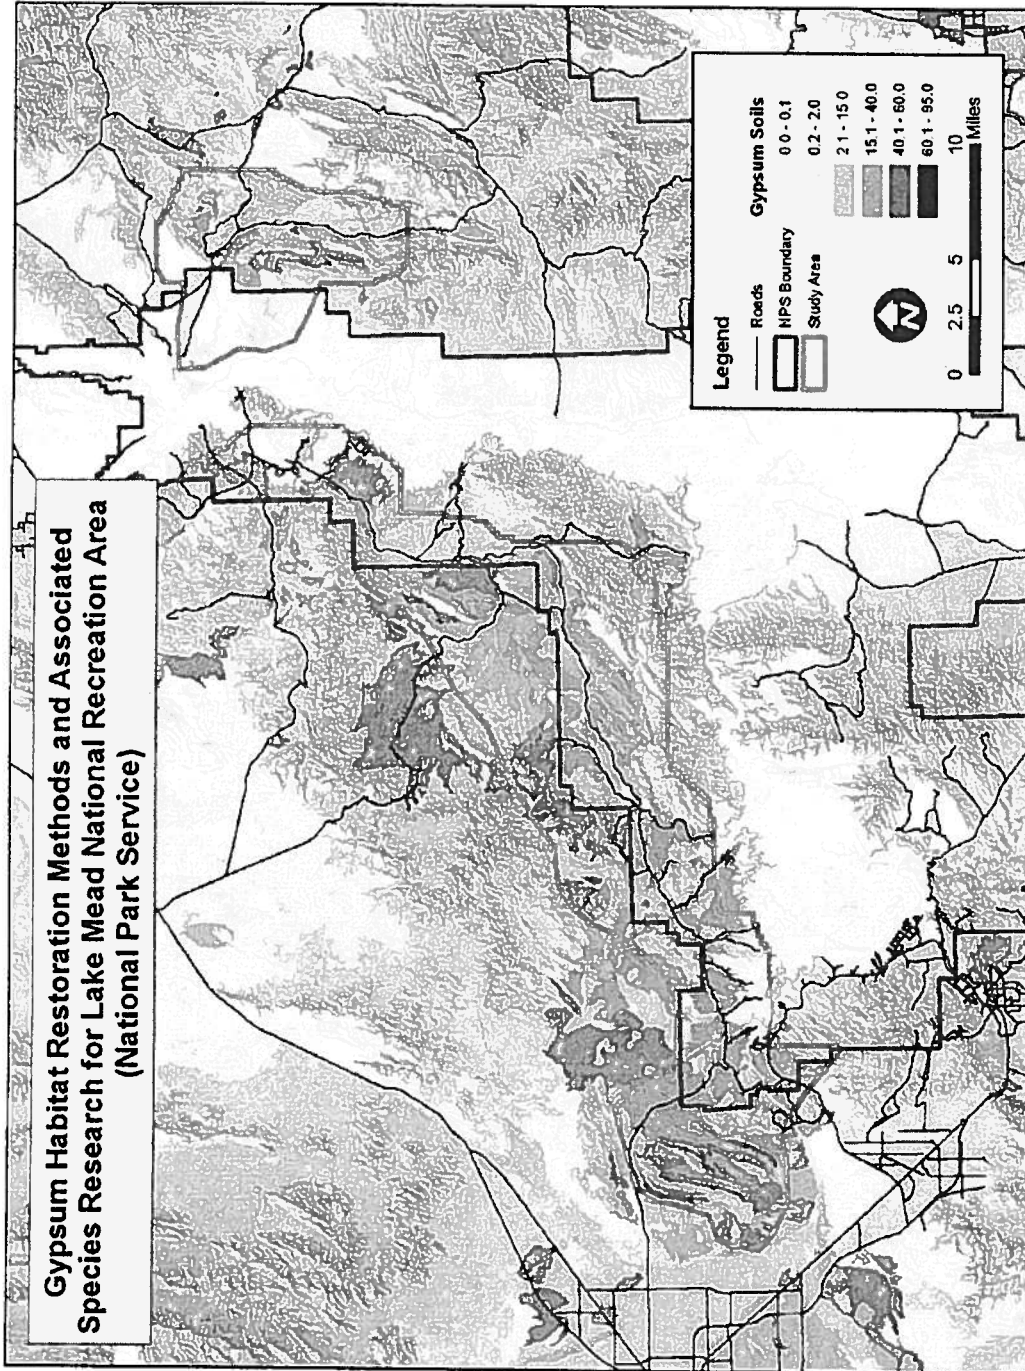 Gypsum Habitat Restoration Methods and Associated
Species Research for Lake Mead National Recreation Area
(National Park Service)
Legend
Roads
NPS Boundary
Study Area
Gypsum Soils
0 0 - 0.1
0.2 - 2.0
2 1 - 15 0
15.1 - 40.0
40.1 - 60.0
60.1 - 95.0
N
0 2.5 5 10
Miles